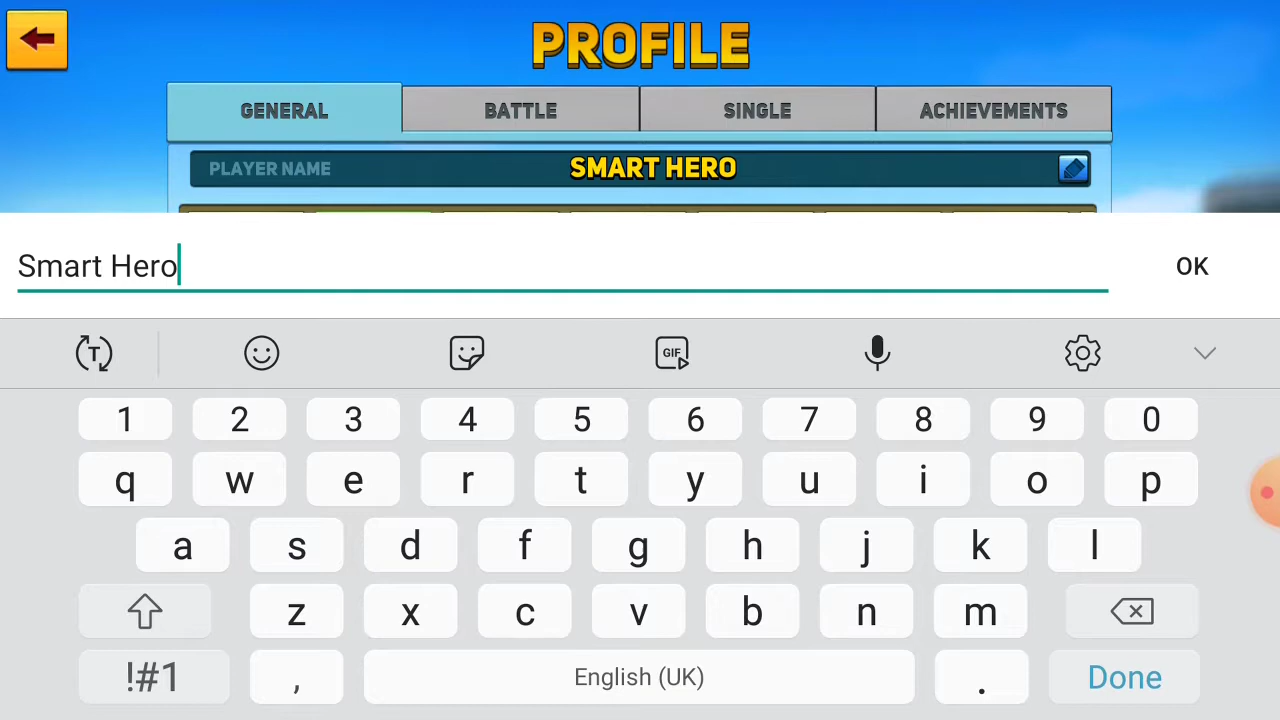 PROFILE
GENERAL BATTLE SINGLE ACHIEVEMENTS
PLAYER NAME SMART HERO
Smart Hero OK
T GIF
1 2 3 4 5 6 7 8 9 0
q w e r t y u i o p
a s d f g h j k l
z x c v b n m
!#1 , English (UK) . Done